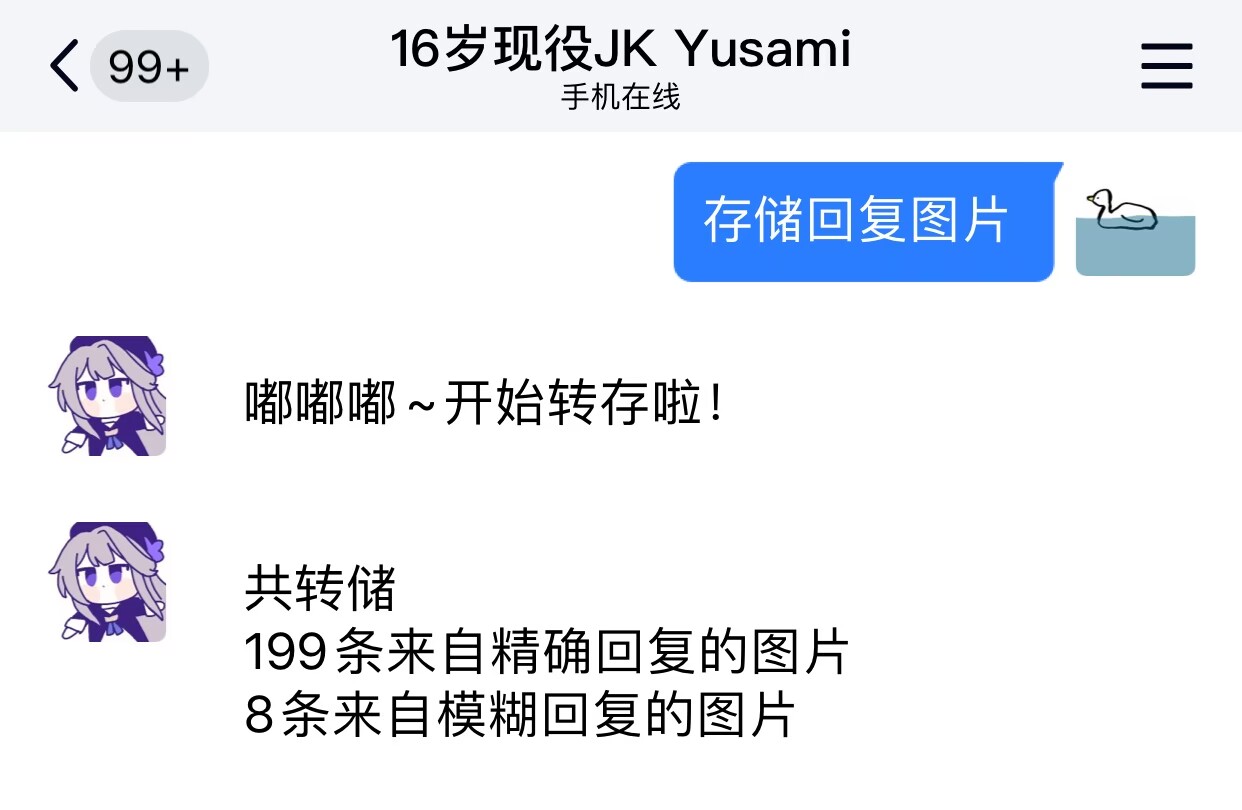 99+
16岁现役JK Yusami
手机在线
存储回复图片
嘟嘟嘟~开始转存啦!
共转储
199条来自精确回复的图片
8条来自模糊回复的图片